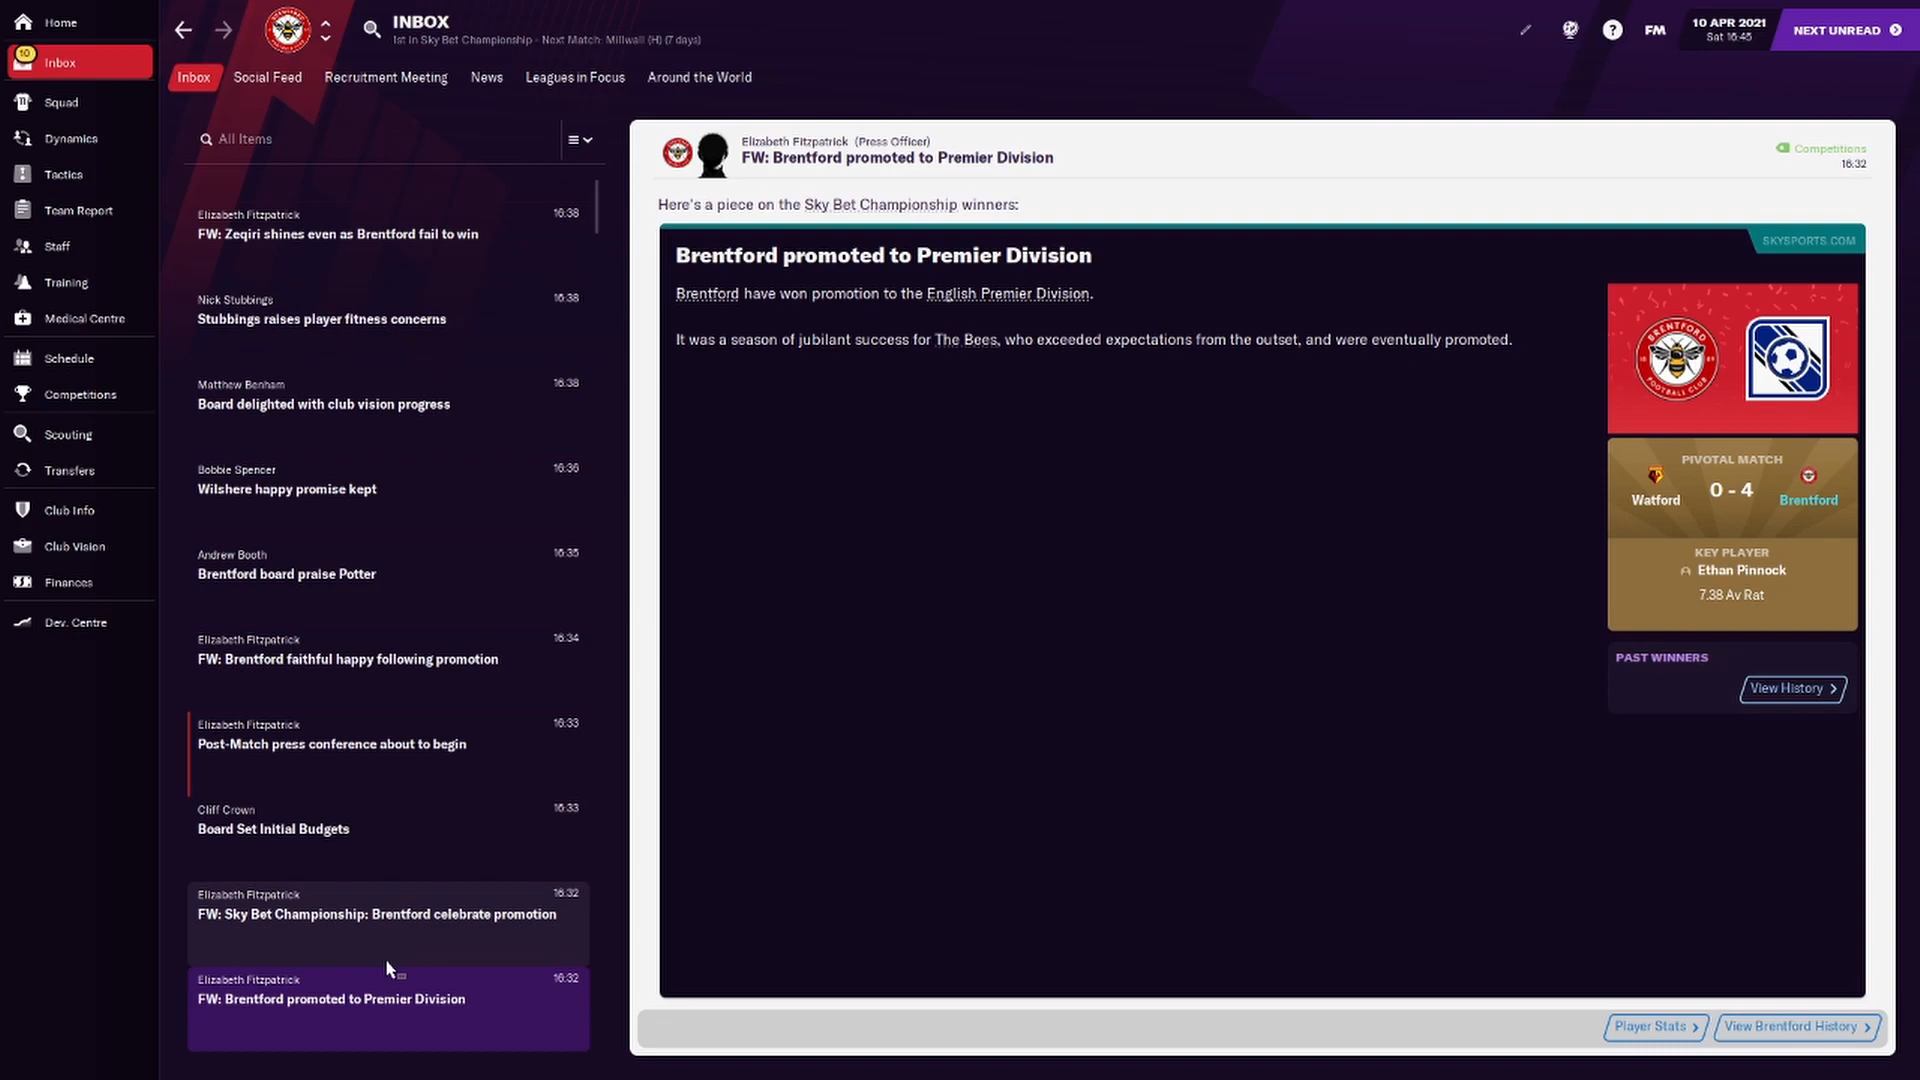 Home
10
Inbox
Squad
Dynamics
Tactics
Team Report
Staff
Training
Medical Centre
Schedule
Competitions
Scouting
Transfers
Club Info
Club Vision
Finances
Dev. Centre
INBOX
1st in Sky Bet Championship - Next Match: Millwall (H) (7 days)
FM
10 APR 2021
Sat 16:45
NEXT UNREAD
Inbox
Social Feed
Recruitment Meeting
News
Leagues in Focus
Around the World
All Items
Elizabeth Fitzpatrick 16:38
FW: Zeqiri shines even as Brentford fail to win
Nick Stubbings 16:38
Stubbings raises player fitness concerns
Matthew Benham 16:38
Board delighted with club vision progress
Bobbie Spencer 16:36
Wilshere happy promise kept
Andrew Booth 16:35
Brentford board praise Potter
Elizabeth Fitzpatrick 16:34
FW: Brentford faithful happy following promotion
Elizabeth Fitzpatrick 16:33
Post-Match press conference about to begin
Cliff Crown 16:33
Board Set Initial Budgets
Elizabeth Fitzpatrick 16:32
FW: Sky Bet Championship: Brentford celebrate promotion
Elizabeth Fitzpatrick 16:32
FW: Brentford promoted to Premier Division
Elizabeth Fitzpatrick (Press Officer)
FW: Brentford promoted to Premier Division
Competitions
16:32
Here's a piece on the Sky Bet Championship winners:
SKYSPORTS.COM
Brentford promoted to Premier Division
Brentford have won promotion to the English Premier Division.
It was a season of jubilant success for The Bees, who exceeded expectations from the outset, and were eventually promoted.
BRENTFORD
FOOTBALL CLUB
PIVOTAL MATCH
Watford 0 - 4 Brentford
KEY PLAYER
Ethan Pinnock
7.38 Av Rat
PAST WINNERS
View History
Player Stats
View Brentford History